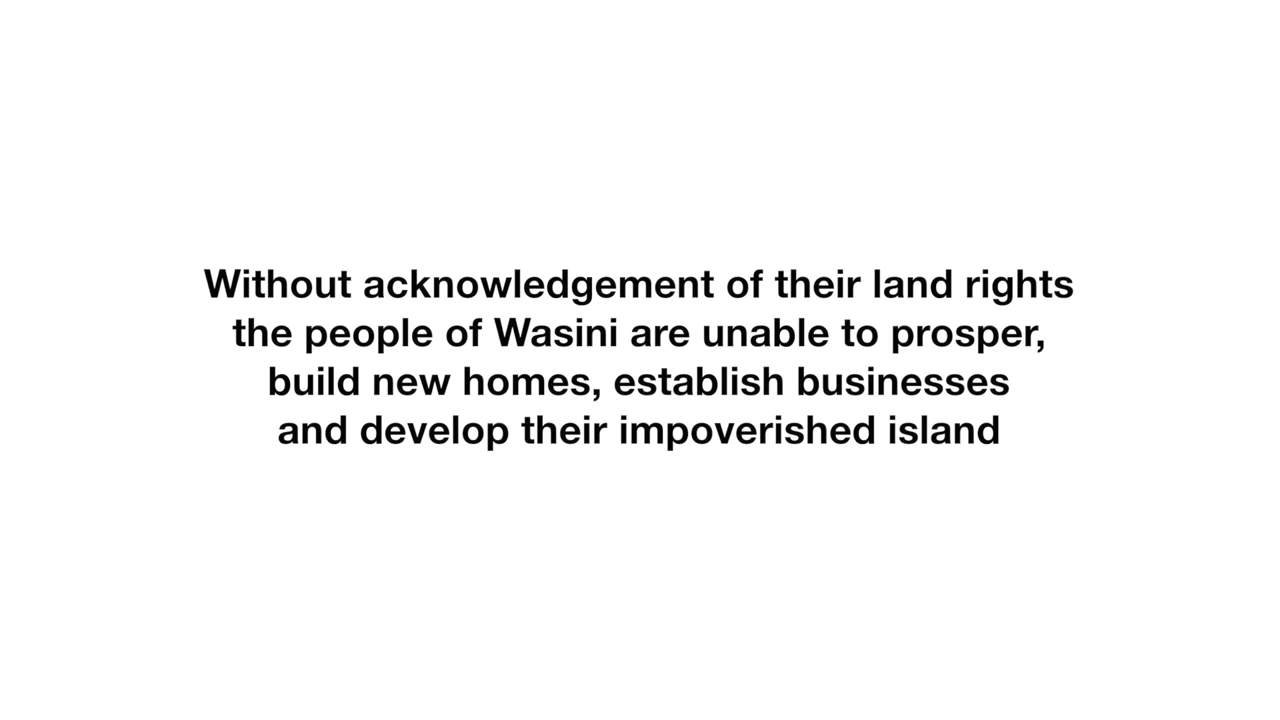 Without acknowledgement of their land rights
the people of Wasini are unable to prosper,
build new homes, establish businesses
and develop their impoverished island